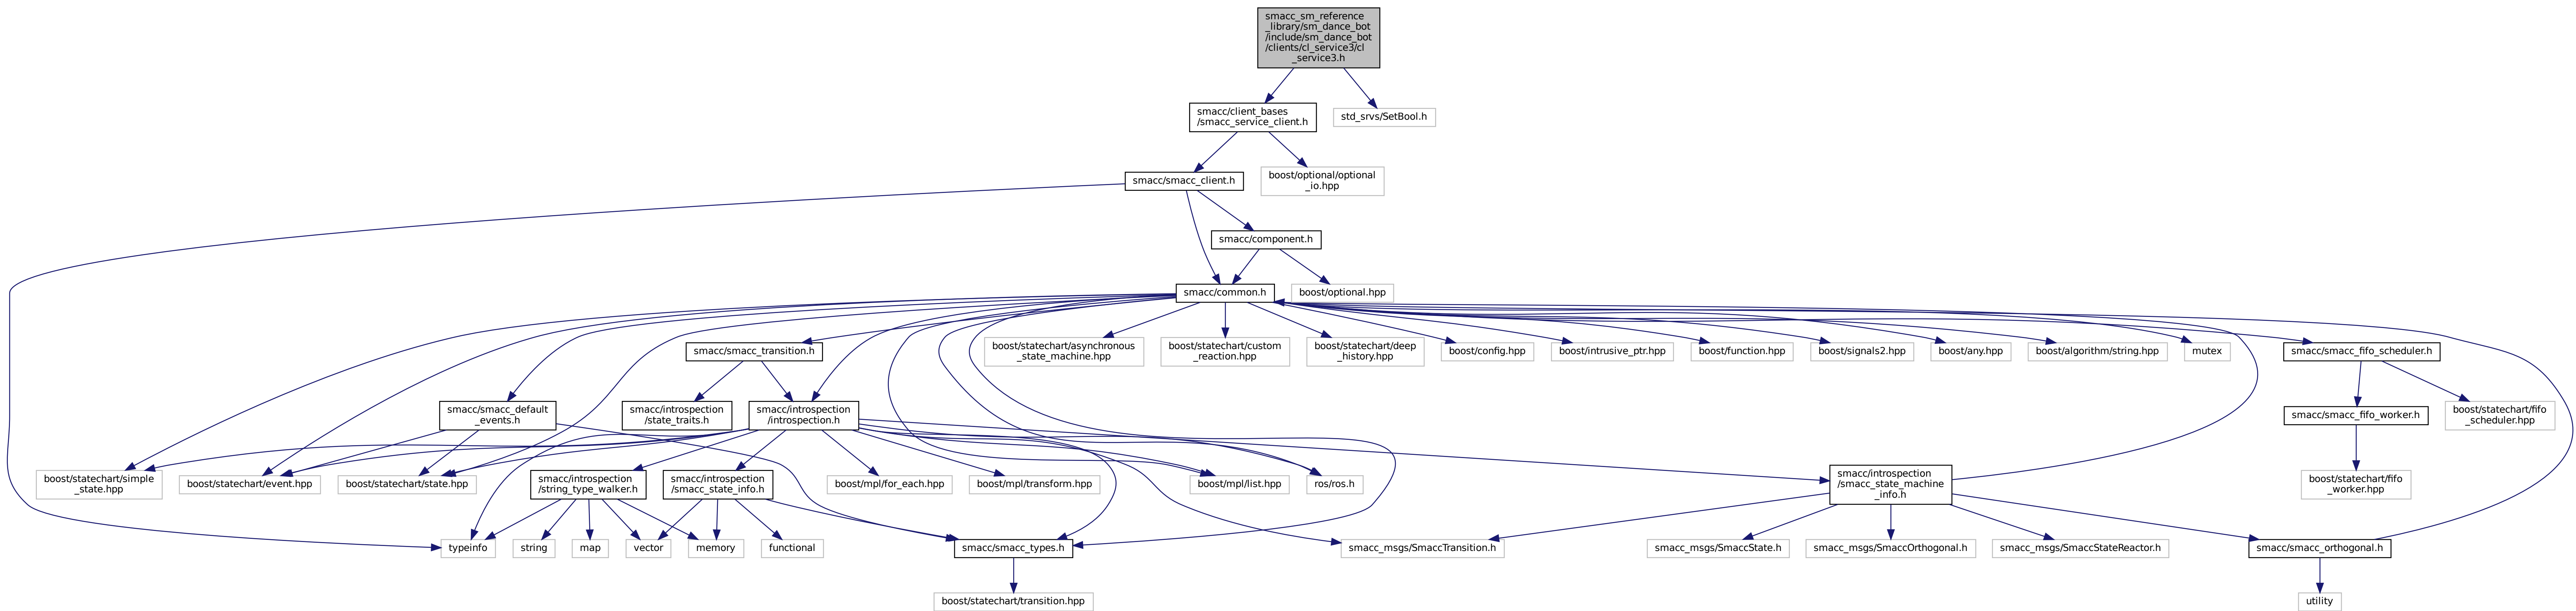 smacc_sm_reference
_library/sm_dance_bot
/include/sm_dance_bot
/clients/cl_service3/cl
_service3.h
smacc/client_bases
/smacc_service_client.h
std_srvs/SetBool.h
smacc/smacc_client.h
boost/optional/optional
_io.hpp
smacc/component.h
smacc/common.h
boost/optional.hpp
smacc/smacc_transition.h
boost/statechart/asynchronous
_state_machine.hpp
boost/statechart/custom
_reaction.hpp
boost/statechart/deep
_history.hpp
boost/config.hpp
boost/intrusive_ptr.hpp
boost/function.hpp
boost/signals2.hpp
boost/any.hpp
boost/algorithm/string.hpp
mutex
smacc/smacc_fifo_scheduler.h
smacc/smacc_default
_events.h
smacc/introspection
/state_traits.h
smacc/introspection
/introspection.h
smacc/smacc_fifo_worker.h
boost/statechart/fifo
_scheduler.hpp
boost/statechart/simple
_state.hpp
boost/statechart/event.hpp
boost/statechart/state.hpp
smacc/introspection
/string_type_walker.h
smacc/introspection
/smacc_state_info.h
boost/mpl/for_each.hpp
boost/mpl/transform.hpp
boost/mpl/list.hpp
ros/ros.h
smacc/introspection
/smacc_state_machine
_info.h
boost/statechart/fifo
_worker.hpp
typeinfo
string
map
vector
memory
functional
smacc/smacc_types.h
smacc_msgs/SmaccTransition.h
smacc_msgs/SmaccState.h
smacc_msgs/SmaccOrthogonal.h
smacc_msgs/SmaccStateReactor.h
smacc/smacc_orthogonal.h
boost/statechart/transition.hpp
utility